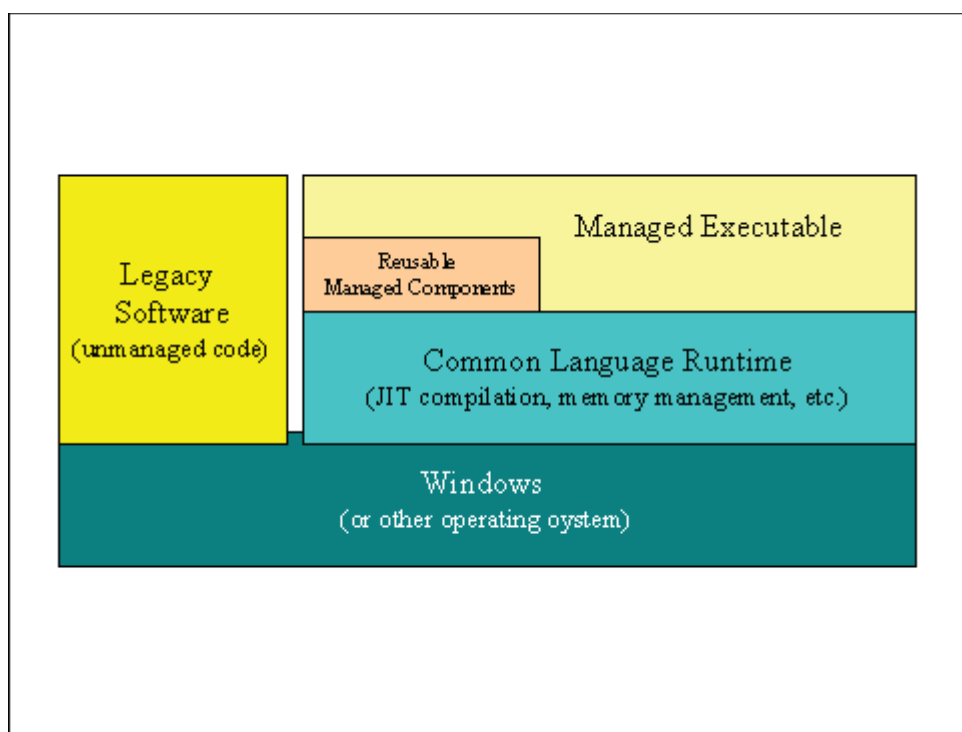 Legacy
Software
(unmanaged code)
Managed Executable
Reusable
Managed Components
Common Language Runtime
(JIT compilation, memory management, etc.)
Windows
(or other operating oystem)